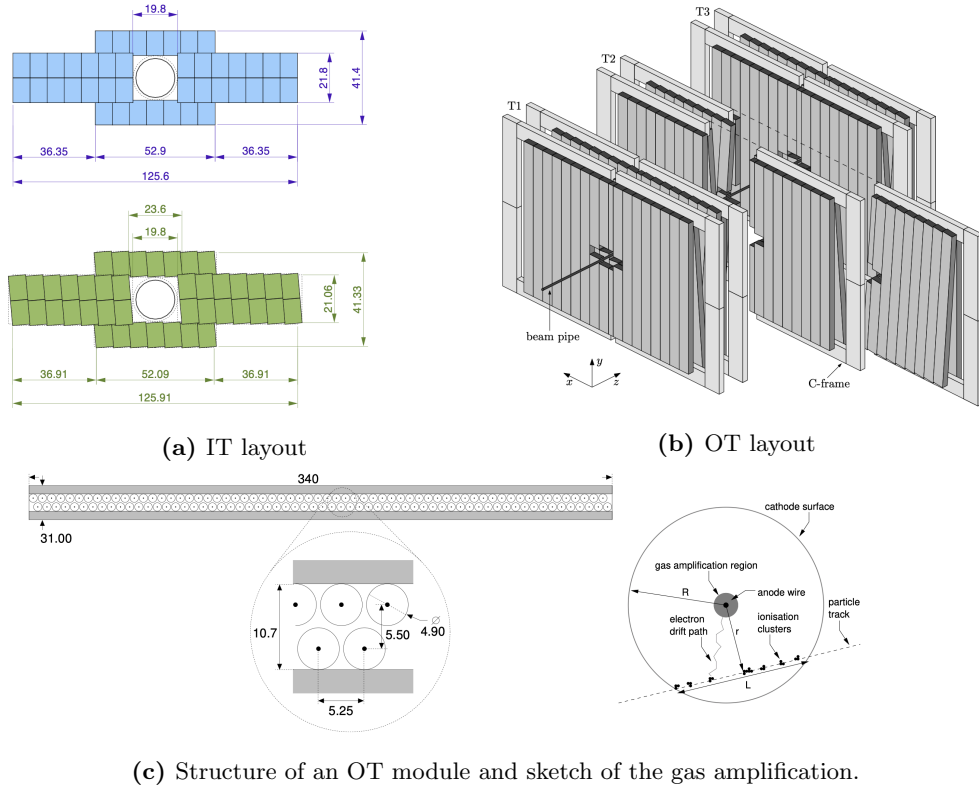 19.8
21.8
41.4
36.35 52.9 36.35
125.6
23.6
19.8
21.06
41.33
36.91 52.09 36.91
125.91
(a) IT layout
T3
T2
T1
beam pipe
y
x z
C-frame
(b) OT layout
340
31.00
10.7
5.50
∅
4.90
5.25
cathode surface
gas amplification region
R
anode wire
electron
drift path
r
ionisation
clusters
particle
track
L
(c) Structure of an OT module and sketch of the gas amplification.